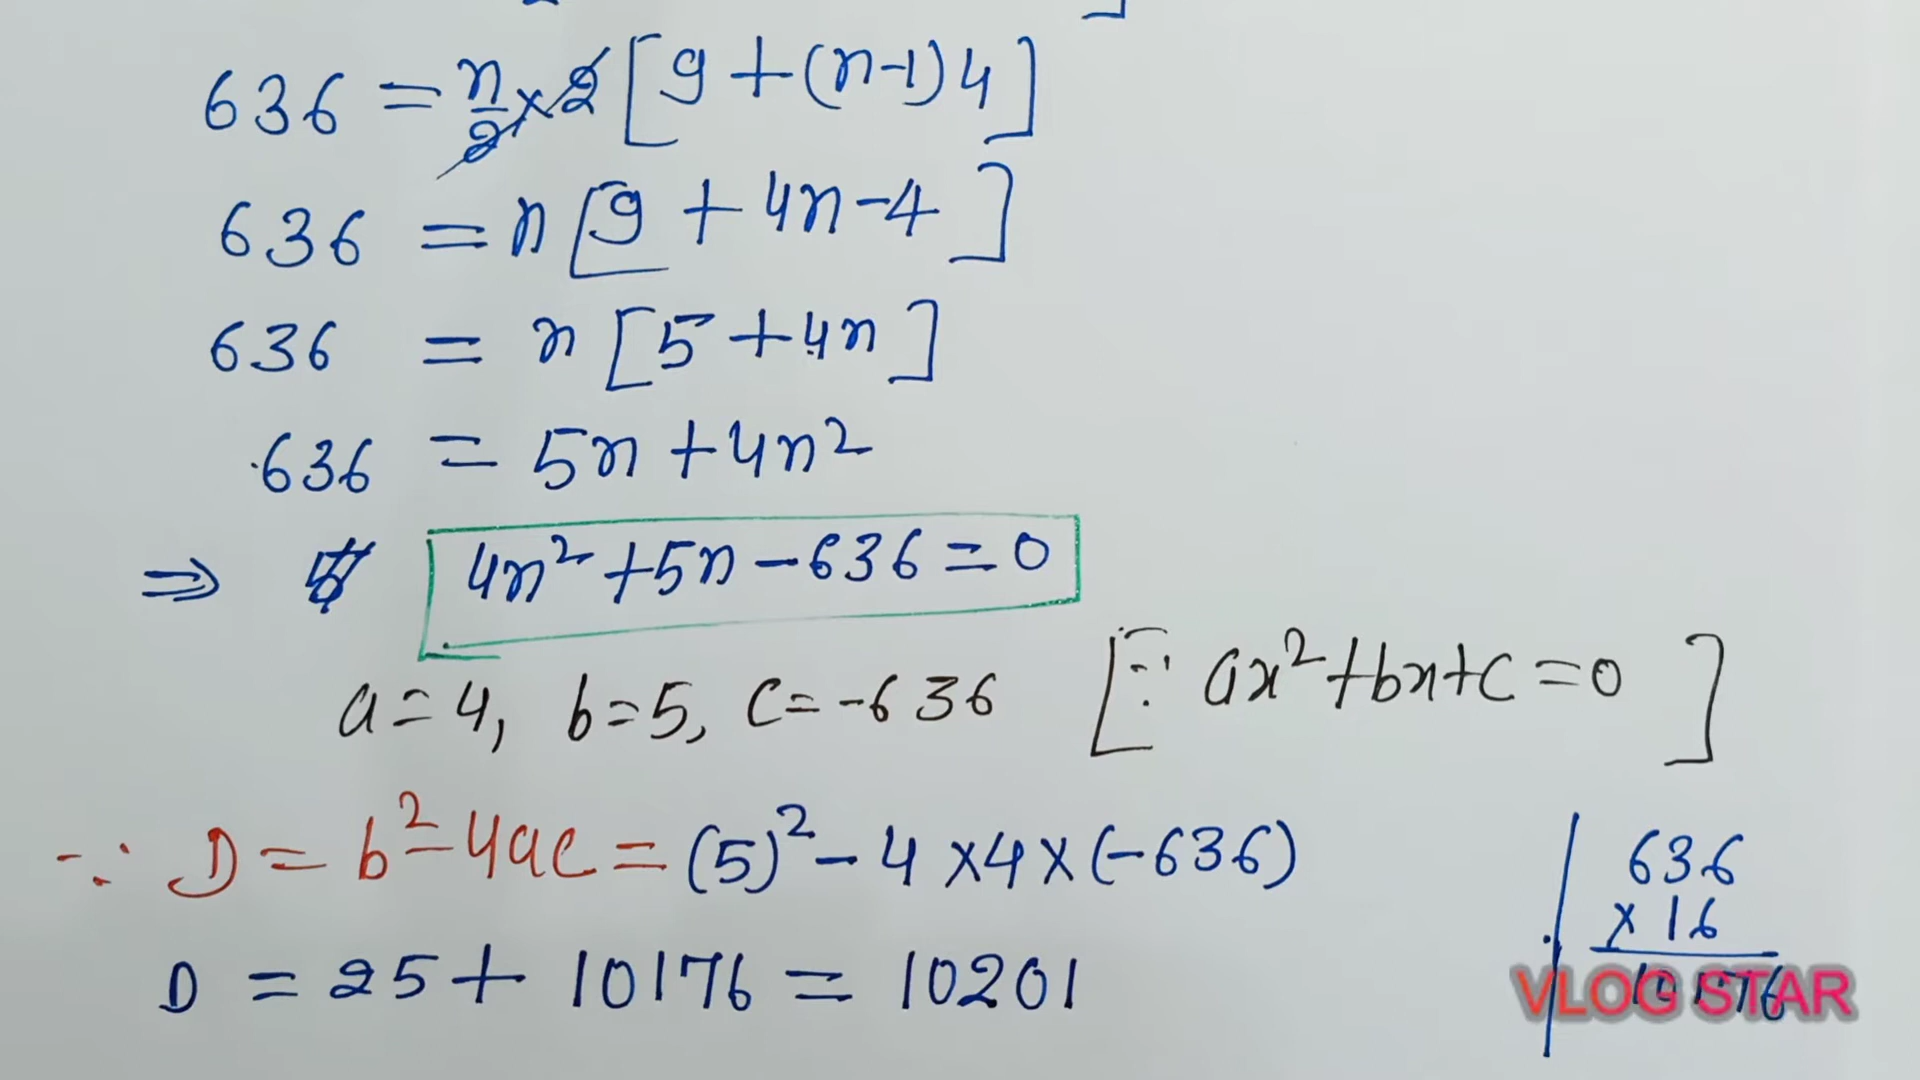 636 = n/2 × 2 [9 + (n-1)4]
636 = n [9 + 4n - 4]
636 = n [5 + 4n]
636 = 5n + 4n²
⇒ 4n² + 5n - 636 = 0
a = 4, b = 5, c = -636 [∵ ax² + bx + c = 0]
∵ D = b² - 4ac = (5)² - 4 × 4 × (-636)
D = 25 + 10176 = 10201
636
× 16
10176
VLOG STAR